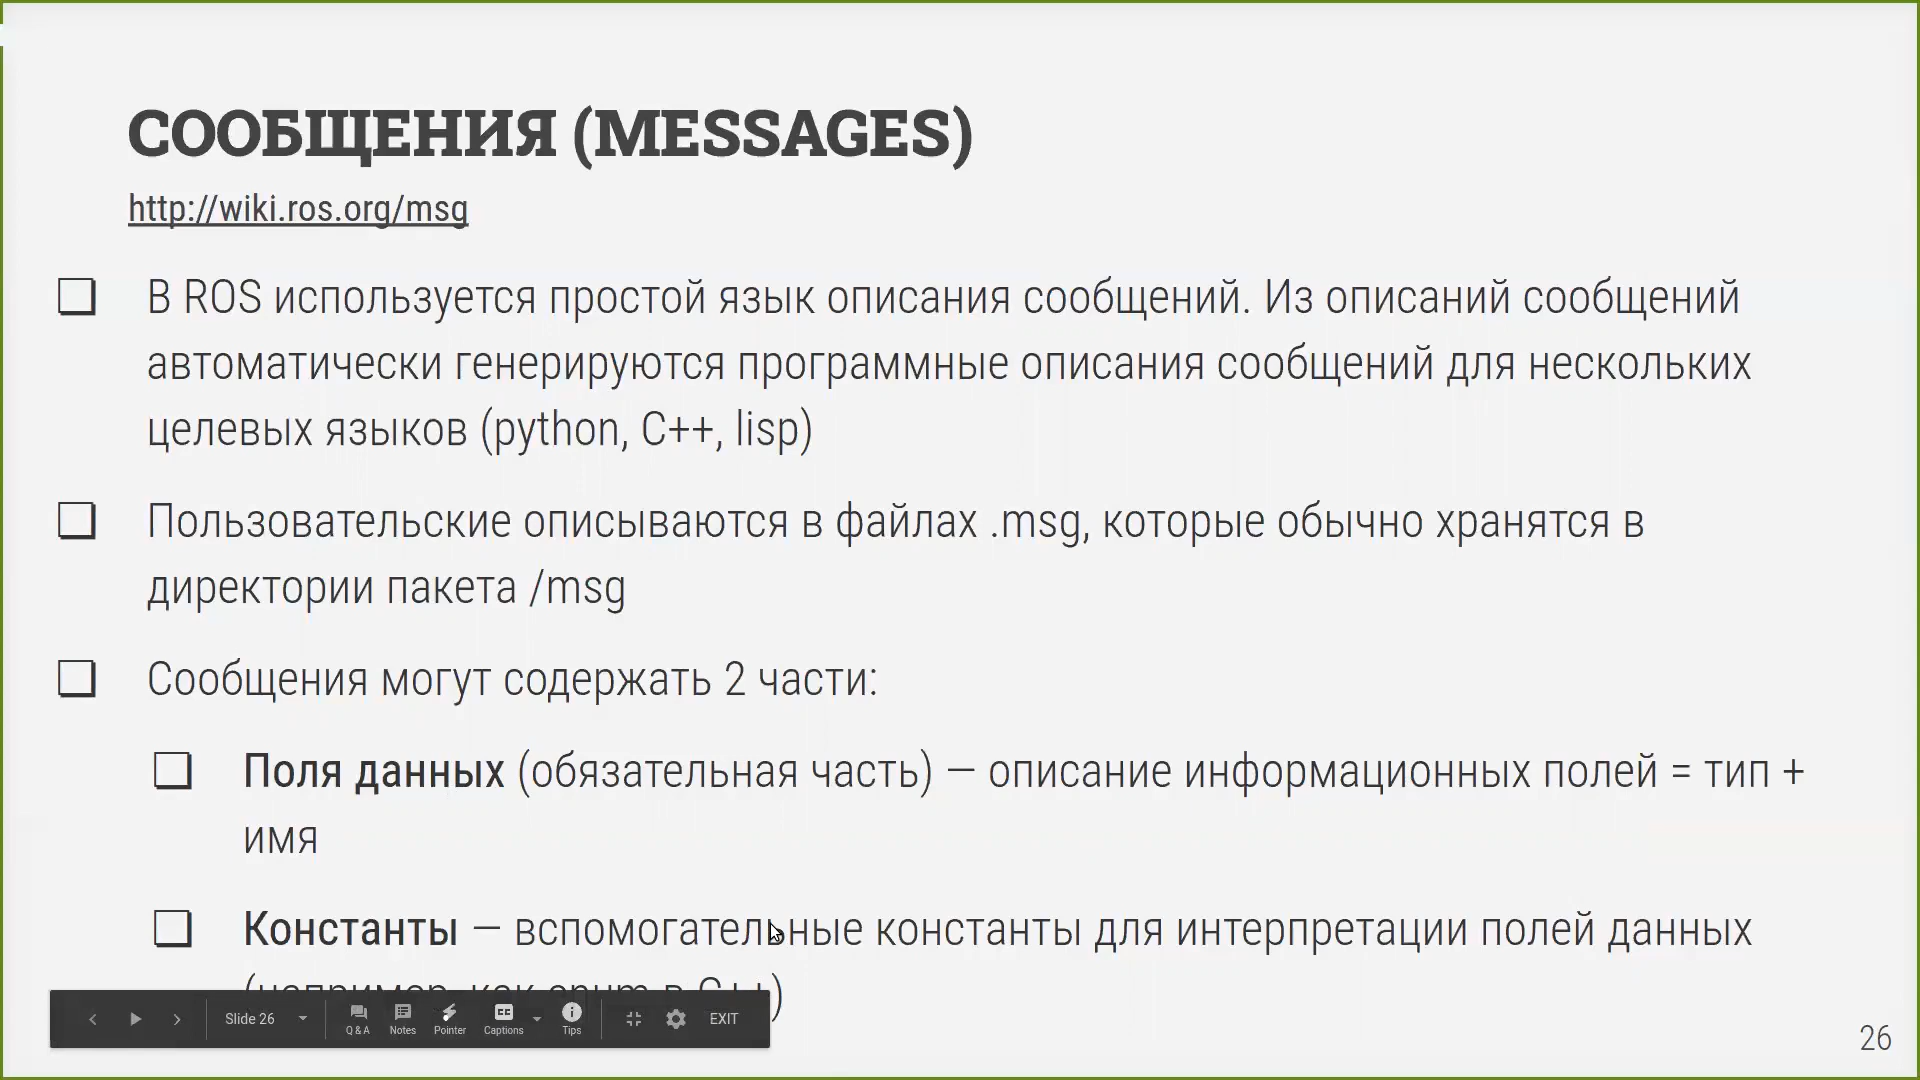 СООБЩЕНИЯ (MESSAGES)
http://wiki.ros.org/msg
В ROS используется простой язык описания сообщений. Из описаний сообщений
автоматически генерируются программные описания сообщений для нескольких
целевых языков (python, C++, lisp)
Пользовательские описываются в файлах .msg, которые обычно хранятся в
директории пакета /msg
Сообщения могут содержать 2 части:
Поля данных (обязательная часть) — описание информационных полей = тип +
имя
Константы — вспомогательные константы для интерпретации полей данных
(например, как enum в C++)
Slide 26
Q & A
Notes
Pointer
Captions
Tips
EXIT
26